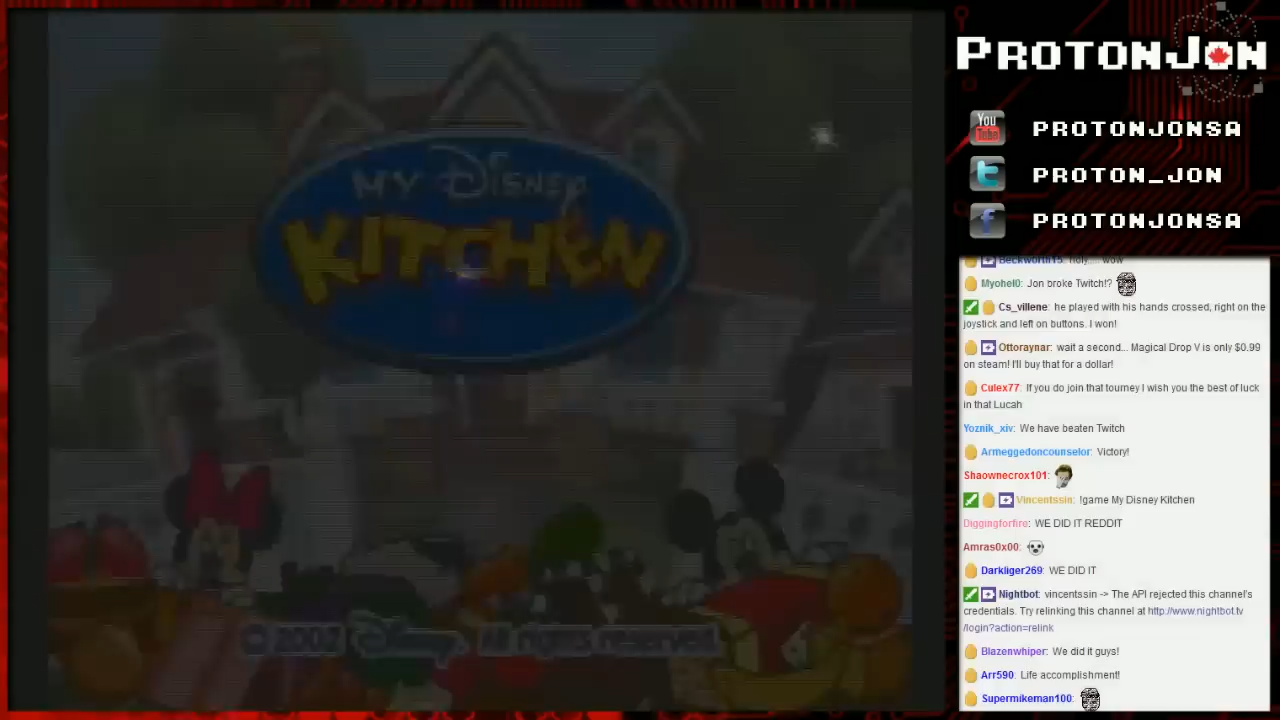 PROTONJON
PROTONJONSA
PROTON_JON
PROTONJONSA
MY DISNEY
KITCHEN
Beckworth15: holy..... wow
Myohel0: Jon broke Twitch!?
Cs_villene: he played with his hands crossed, right on the
joystick and left on buttons. I won!
Ottoraynar: wait a second... Magical Drop V is only $0.99
on steam! I'll buy that for a dollar!
Culex77: If you do join that tourney I wish you the best of luck
in that Lucah
Yoznik_xiv: We have beaten Twitch
Armeggedoncounselor: Victory!
Shaownecrox101:
Vincentssin: !game My Disney Kitchen
Diggingforfire: WE DID IT REDDIT
Amras0x00:
Darkliger269: WE DID IT
Nightbot: vincentssin -> The API rejected this channel's
credentials. Try relinking this channel at http://www.nightbot.tv
/login?action=relink
Blazenwhiper: We did it guys!
Arr590: Life accomplishment!
Supermikeman100: